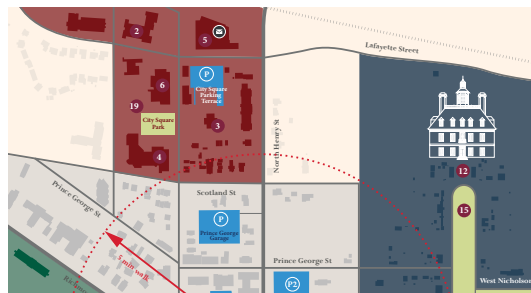 2
5
Lafayette Street
P
City Square
Parking
Terrace
6
19
City Square
Park
3
4
North Henry St
12
15
Prince George St
Scotland St
P
Prince George
Garage
5 min walk
Prince George St
P2
West Nicholson